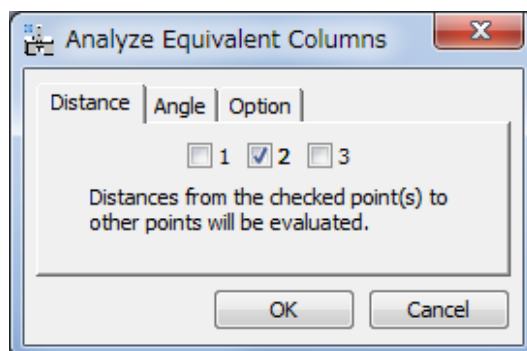 Analyze Equivalent Columns
Distance Angle Option
1 2 3
Distances from the checked point(s) to
other points will be evaluated.
OK Cancel